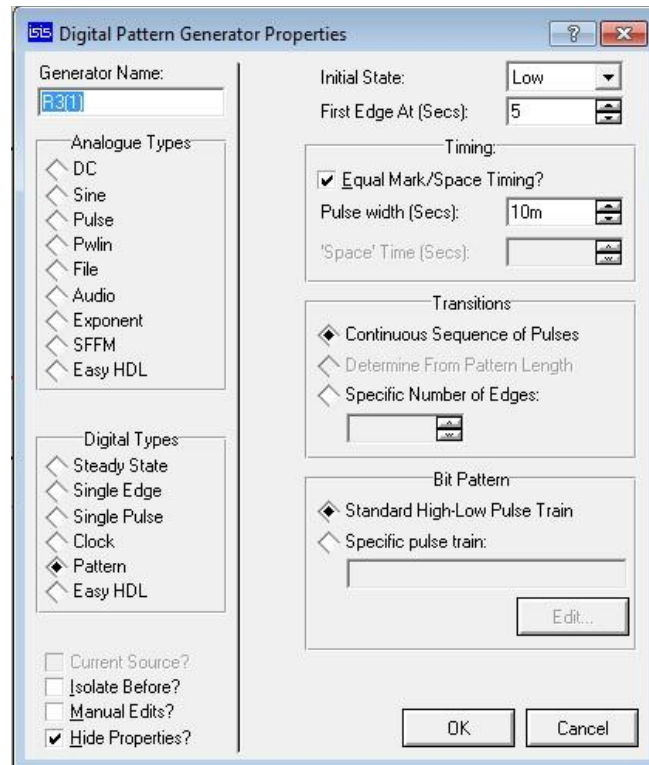 isis Digital Pattern Generator Properties
Generator Name:
R3(1)
Analogue Types
DC
Sine
Pulse
Pwlin
File
Audio
Exponent
SFFM
Easy HDL
Digital Types
Steady State
Single Edge
Single Pulse
Clock
Pattern
Easy HDL
Current Source?
Isolate Before?
Manual Edits?
Hide Properties?
Initial State: Low
First Edge At (Secs): 5
Timing:
Equal Mark/Space Timing?
Pulse width (Secs): 10m
'Space' Time (Secs):
Transitions
Continuous Sequence of Pulses
Determine From Pattern Length
Specific Number of Edges:
Bit Pattern
Standard High-Low Pulse Train
Specific pulse train:
Edit...
OK Cancel